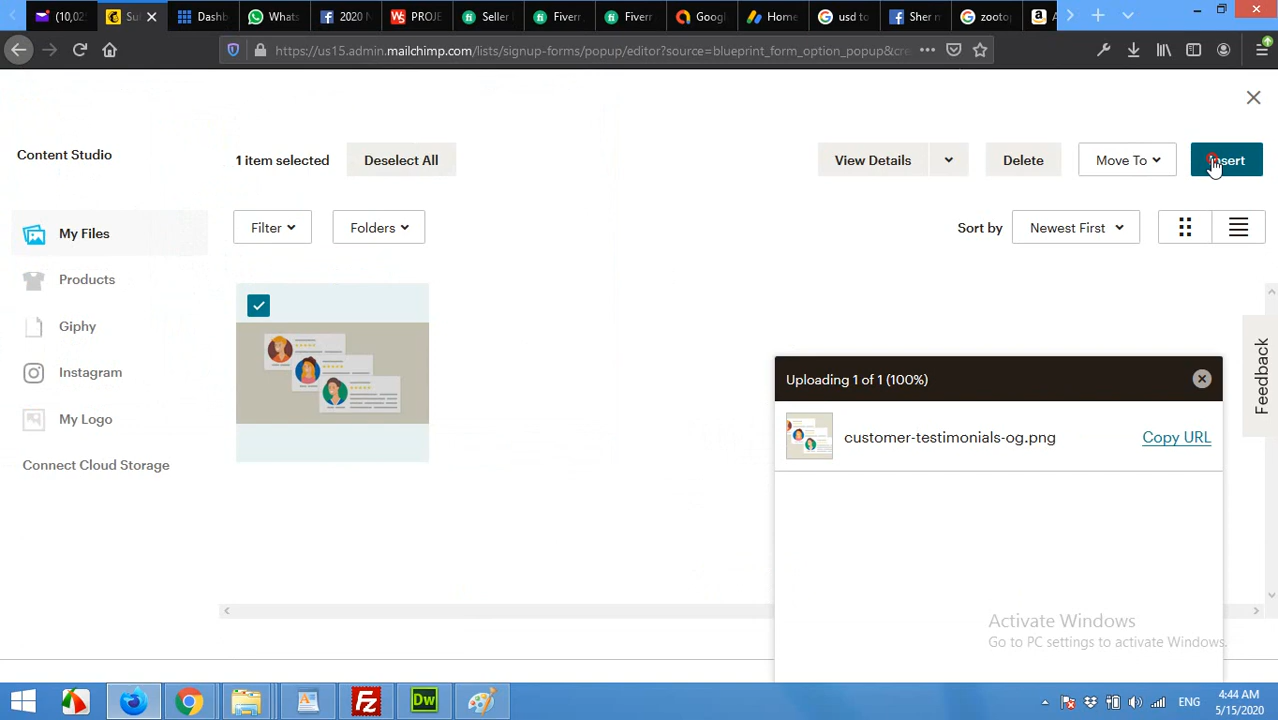 (10,02
Su
Dashb
Whats
2020 N
PROJE
Seller
Fiverr
Fiverr
Googl
Home
usd to
Sher n
zootop
A
https://us15.admin.mailchimp.com/lists/signup-forms/popup/editor?source=blueprint_form_option_popup&cre
Content Studio
1 item selected
Deselect All
View Details
Delete
Move To
Insert
My Files
Filter
Folders
Sort by
Newest First
Products
Giphy
Instagram
My Logo
Connect Cloud Storage
Feedback
Uploading 1 of 1 (100%)
customer-testimonials-og.png
Copy URL
Activate Windows
Go to PC settings to activate Windows.
Dw
ENG
4:44 AM
5/15/2020